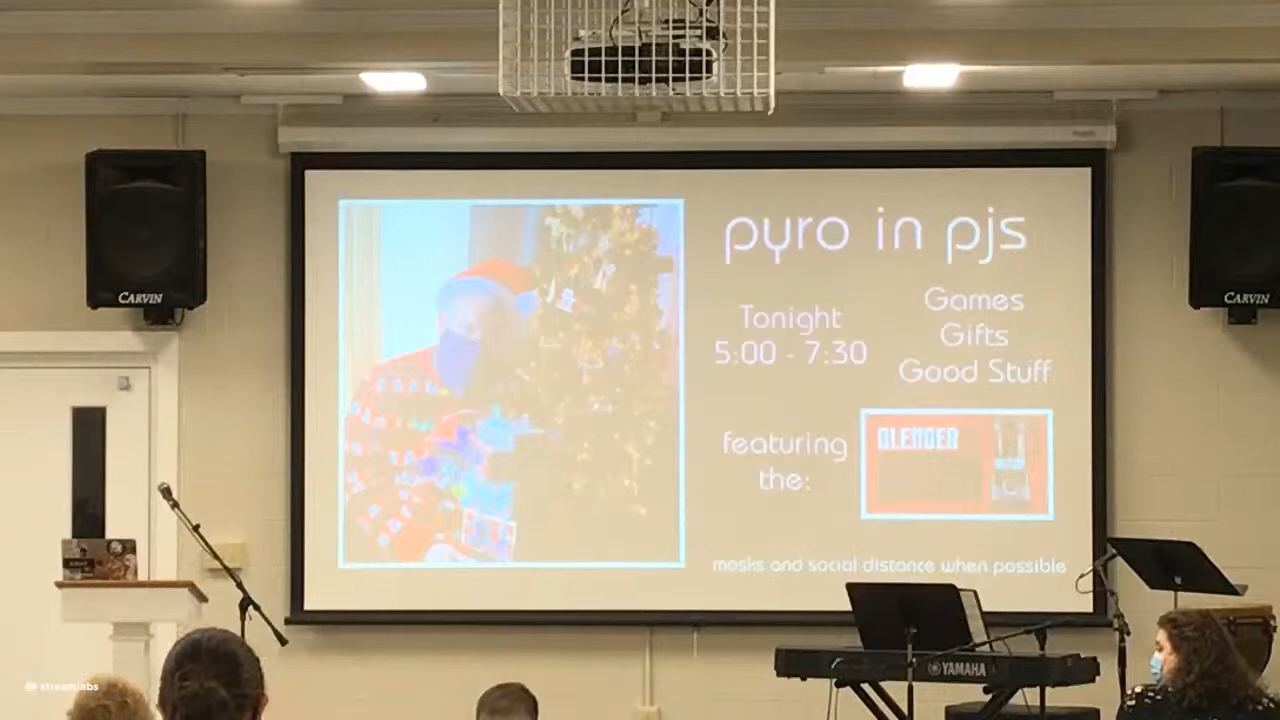 CARVIN
CARVIN
pyro in pjs
Tonight
5:00 - 7:30
Games
Gifts
Good Stuff
featuring
the:
BLENDER
masks and social distance when possible
YAMAHA
streamlabs